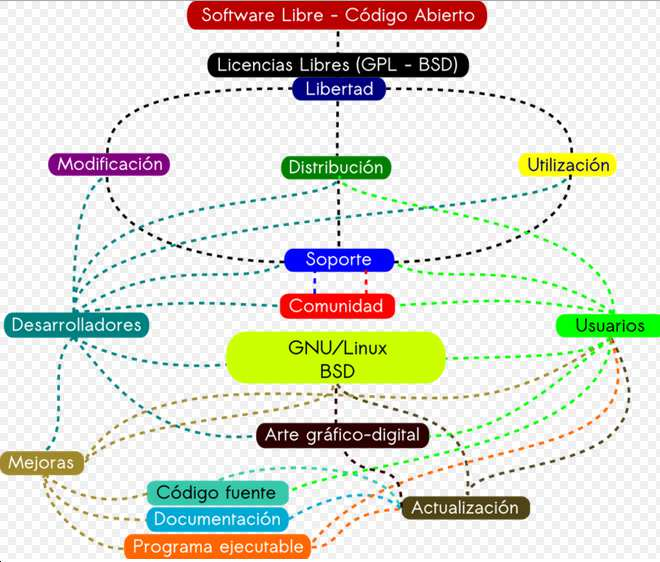 Software Libre - Código Abierto
Licencias Libres (GPL - BSD)
Libertad
Modificación
Distribución
Utilización
Soporte
Comunidad
Desarrolladores
Usuarios
GNU/Linux
BSD
Arte gráfico-digital
Mejoras
Código fuente
Actualización
Documentación
Programa ejecutable